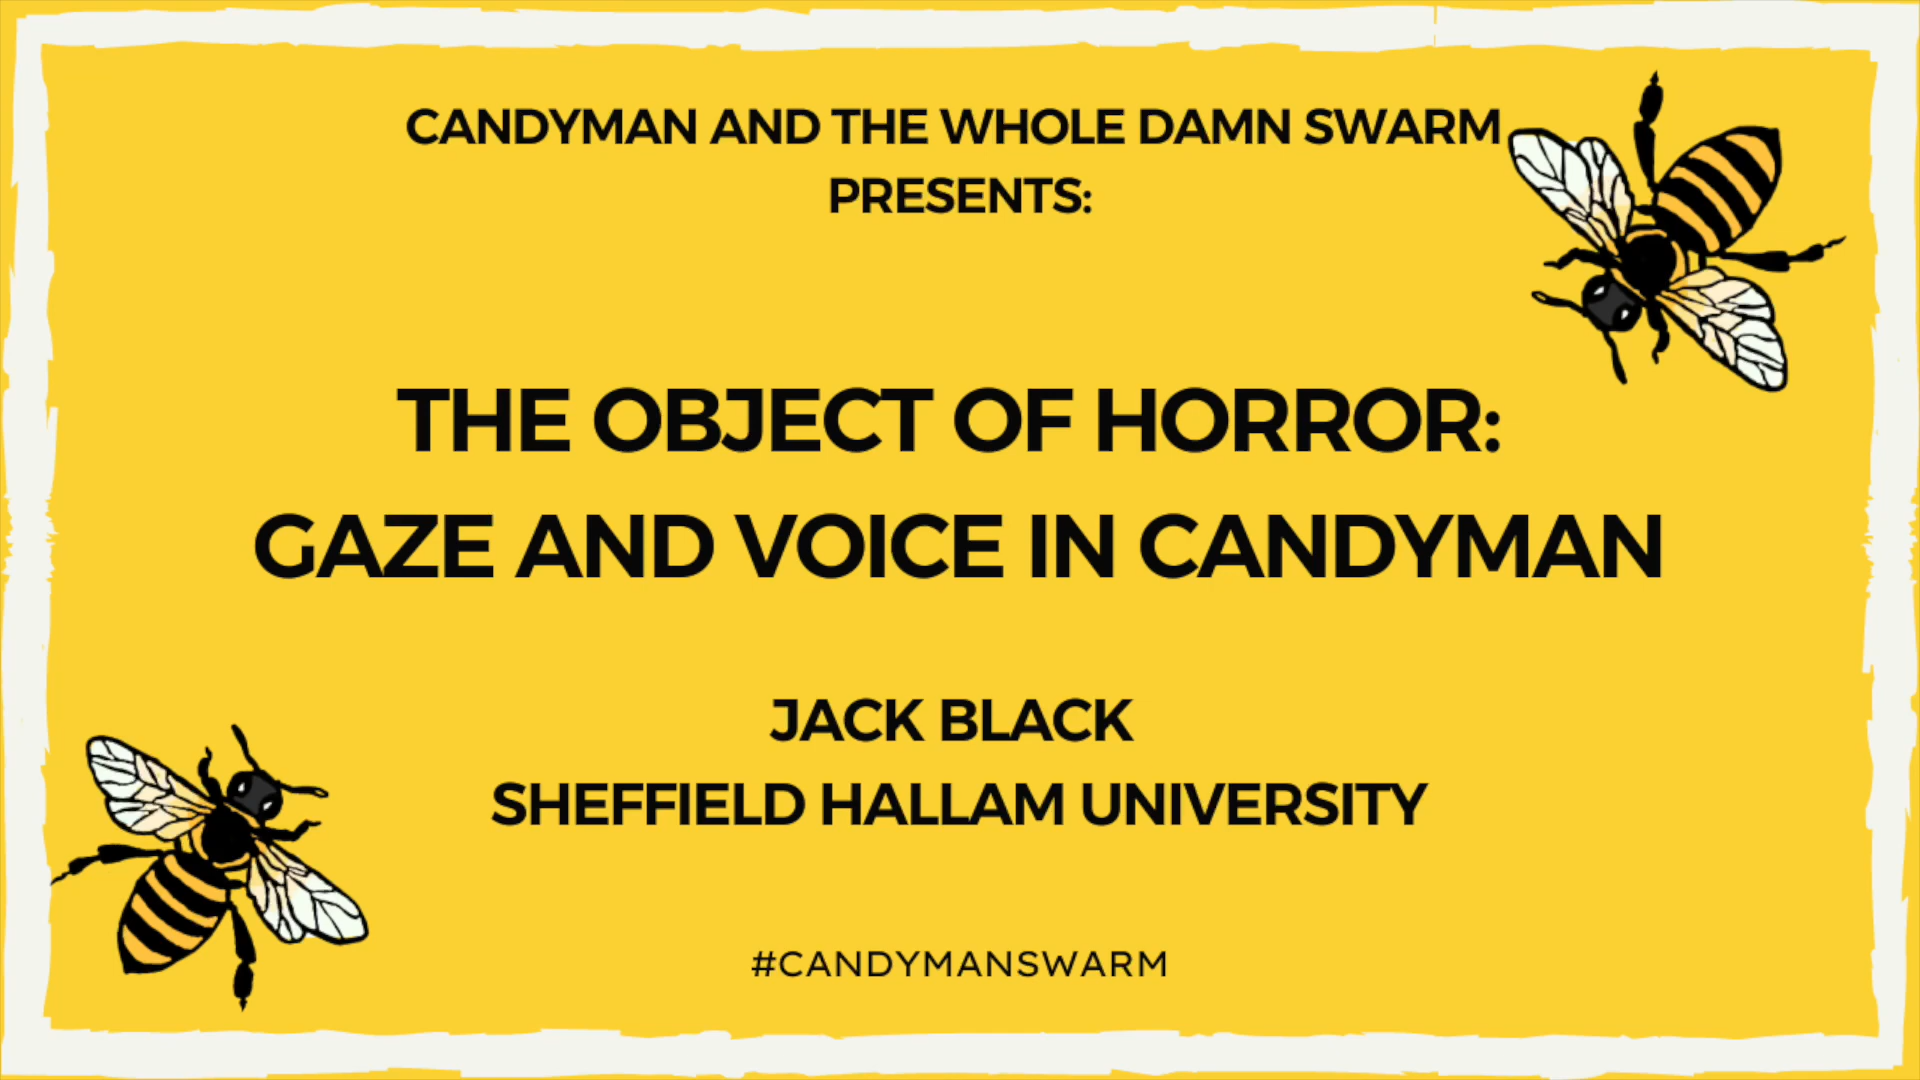 CANDYMAN AND THE WHOLE DAMN SWARM
PRESENTS:
THE OBJECT OF HORROR:
GAZE AND VOICE IN CANDYMAN
JACK BLACK
SHEFFIELD HALLAM UNIVERSITY
#CANDYMANSWARM